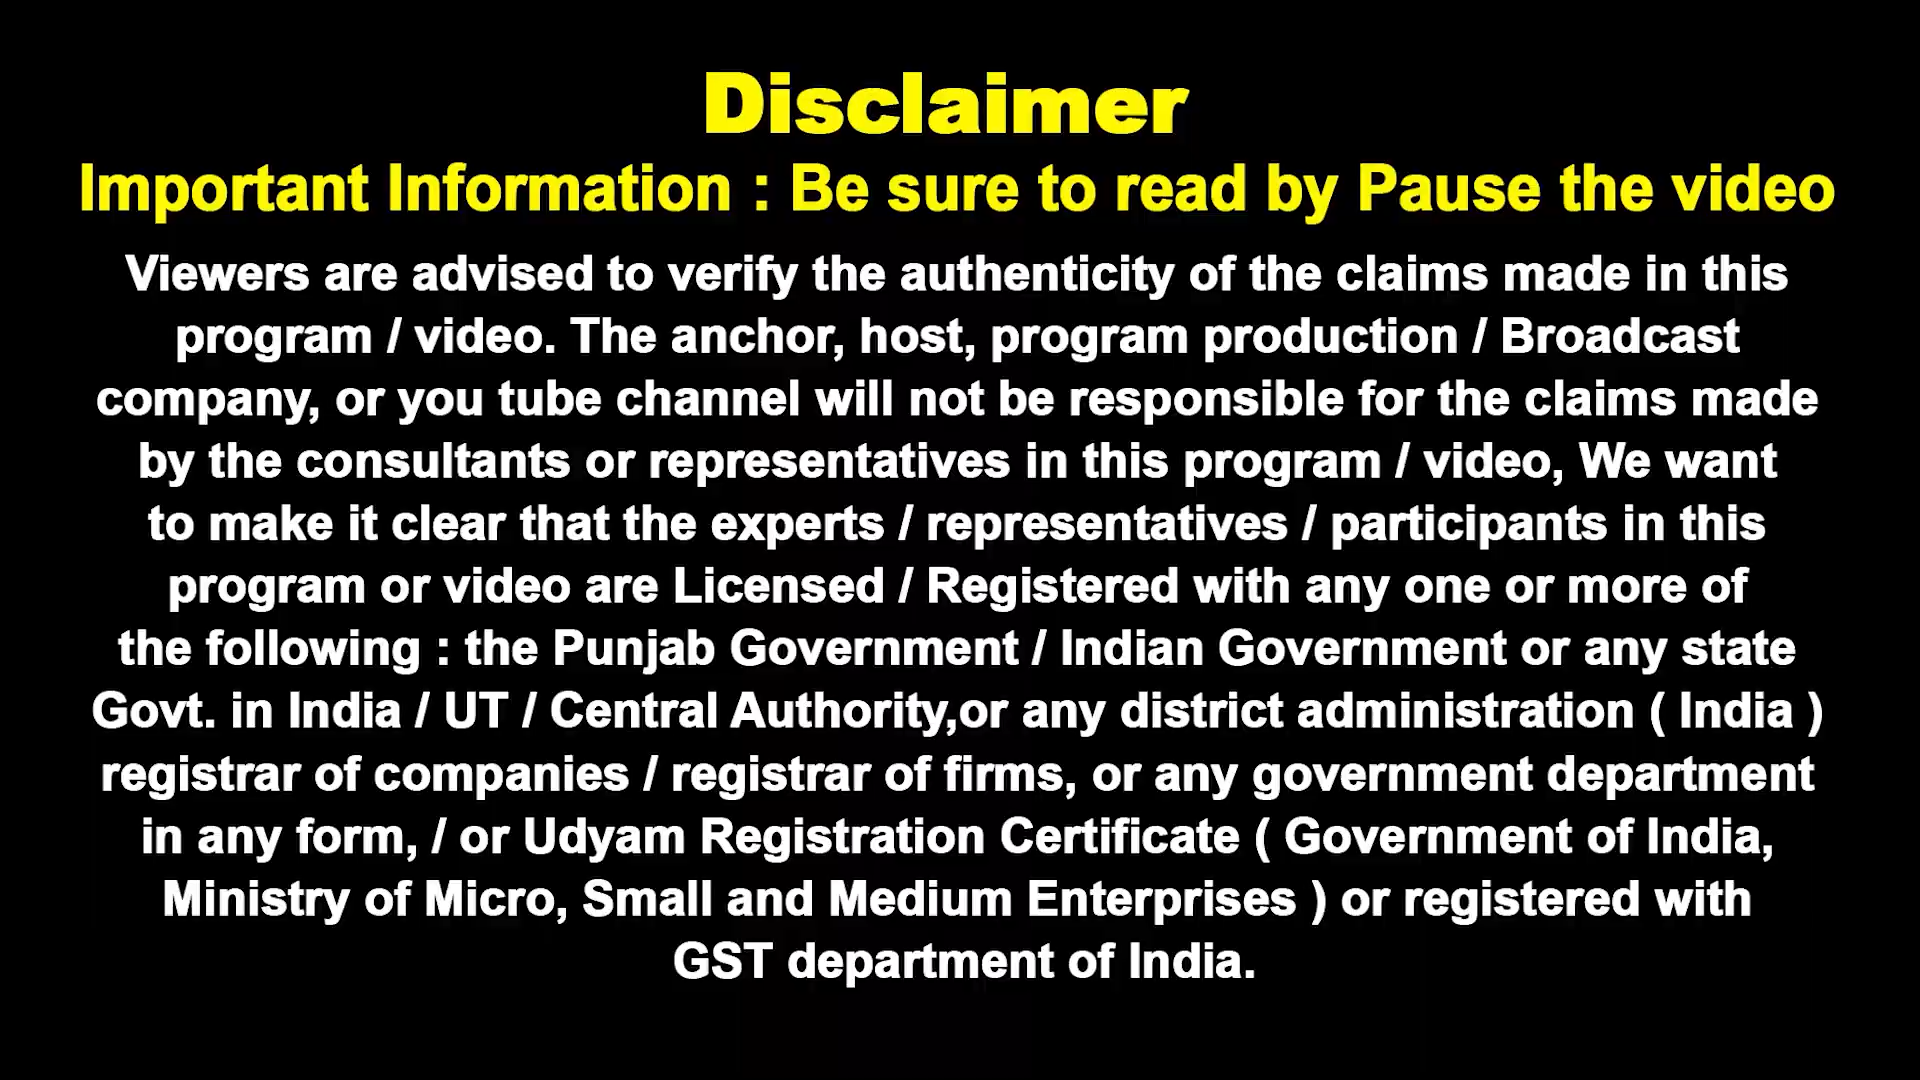 Disclaimer
Important Information : Be sure to read by Pause the video
Viewers are advised to verify the authenticity of the claims made in this
program / video. The anchor, host, program production / Broadcast
company, or you tube channel will not be responsible for the claims made
by the consultants or representatives in this program / video, We want
to make it clear that the experts / representatives / participants in this
program or video are Licensed / Registered with any one or more of
the following : the Punjab Government / Indian Government or any state
Govt. in India / UT / Central Authority,or any district administration ( India )
registrar of companies / registrar of firms, or any government department
in any form, / or Udyam Registration Certificate ( Government of India,
Ministry of Micro, Small and Medium Enterprises ) or registered with
GST department of India.